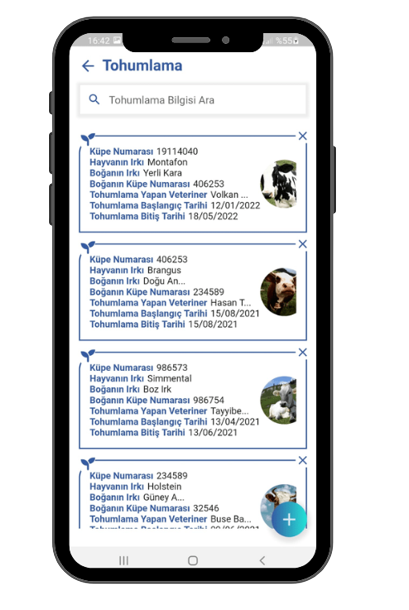 16:42 %55
Tohumlama
Tohumlama Bilgisi Ara
Küpe Numarası 19114040
Hayvanın Irkı Montafon
Boğanın Irkı Yerli Kara
Boğanın Küpe Numarası 406253
Tohumlama Yapan Veteriner Volkan ...
Tohumlama Başlangıç Tarihi 12/01/2022
Tohumlama Bitiş Tarihi 18/05/2022
Küpe Numarası 406253
Hayvanın Irkı Brangus
Boğanın Irkı Doğu An...
Boğanın Küpe Numarası 234589
Tohumlama Yapan Veteriner Hasan T...
Tohumlama Başlangıç Tarihi 15/08/2021
Tohumlama Bitiş Tarihi 15/08/2021
Küpe Numarası 986573
Hayvanın Irkı Simmental
Boğanın Irkı Boz Irk
Boğanın Küpe Numarası 986754
Tohumlama Yapan Veteriner Tayyibe...
Tohumlama Başlangıç Tarihi 13/04/2021
Tohumlama Bitiş Tarihi 13/06/2021
Küpe Numarası 234589
Hayvanın Irkı Holstein
Boğanın Irkı Güney A...
Boğanın Küpe Numarası 32546
Tohumlama Yapan Veteriner Buse Ba...
Tohumlama Başlangıç Tarihi